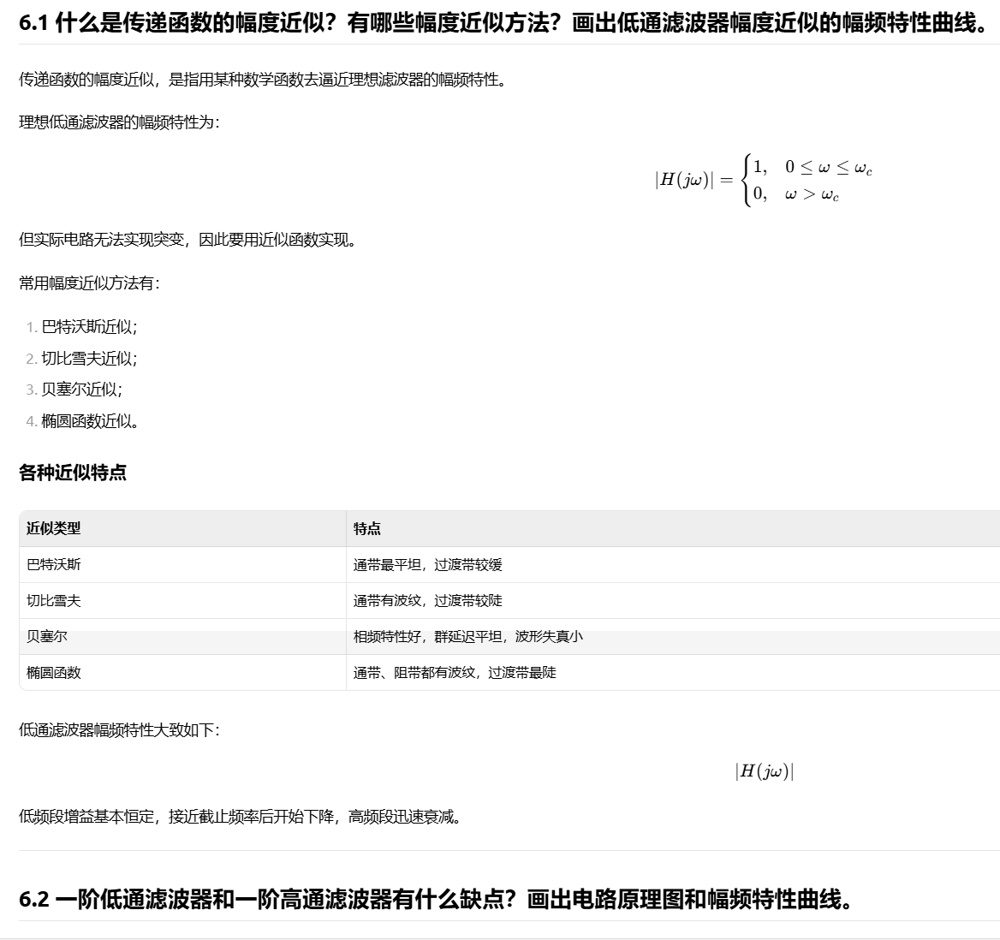 6.1 什么是传递函数的幅度近似？有哪些幅度近似方法？画出低通滤波器幅度近似的幅频特性曲线。
传递函数的幅度近似，是指用某种数学函数去逼近理想滤波器的幅频特性。
理想低通滤波器的幅频特性为：
|H(jω)| = { 1, 0 ≤ ω ≤ ω_c
0, ω > ω_c
但实际电路无法实现突变，因此要用近似函数实现。
常用幅度近似方法有：
1. 巴特沃斯近似；
2. 切比雪夫近似；
3. 贝塞尔近似；
4. 椭圆函数近似。
各种近似特点
近似类型 特点
巴特沃斯 通带最平坦，过渡带较缓
切比雪夫 通带有波纹，过渡带较陡
贝塞尔 相频特性好，群延迟平坦，波形失真小
椭圆函数 通带、阻带都有波纹，过渡带最陡
低通滤波器幅频特性大致如下：
|H(jω)|
低频段增益基本恒定，接近截止频率后开始下降，高频段迅速衰减。
6.2 一阶低通滤波器和一阶高通滤波器有什么缺点？画出电路原理图和幅频特性曲线。